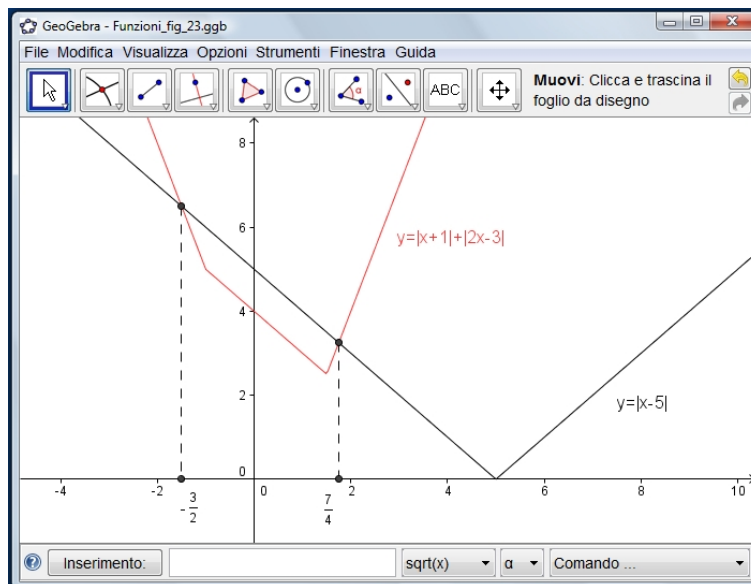 GeoGebra - Funzioni_fig_23.ggb
File Modifica Visualizza Opzioni Strumenti Finestra Guida
ABC
α
Muovi: Clicca e trascina il
foglio da disegno
8
6
4
2
0
-4
-2
0
2
4
6
8
10
y=|x+1|+|2x-3|
y=|x-5|
-3/2
7/4
Inserimento:
sqrt(x)
α
Comando ...